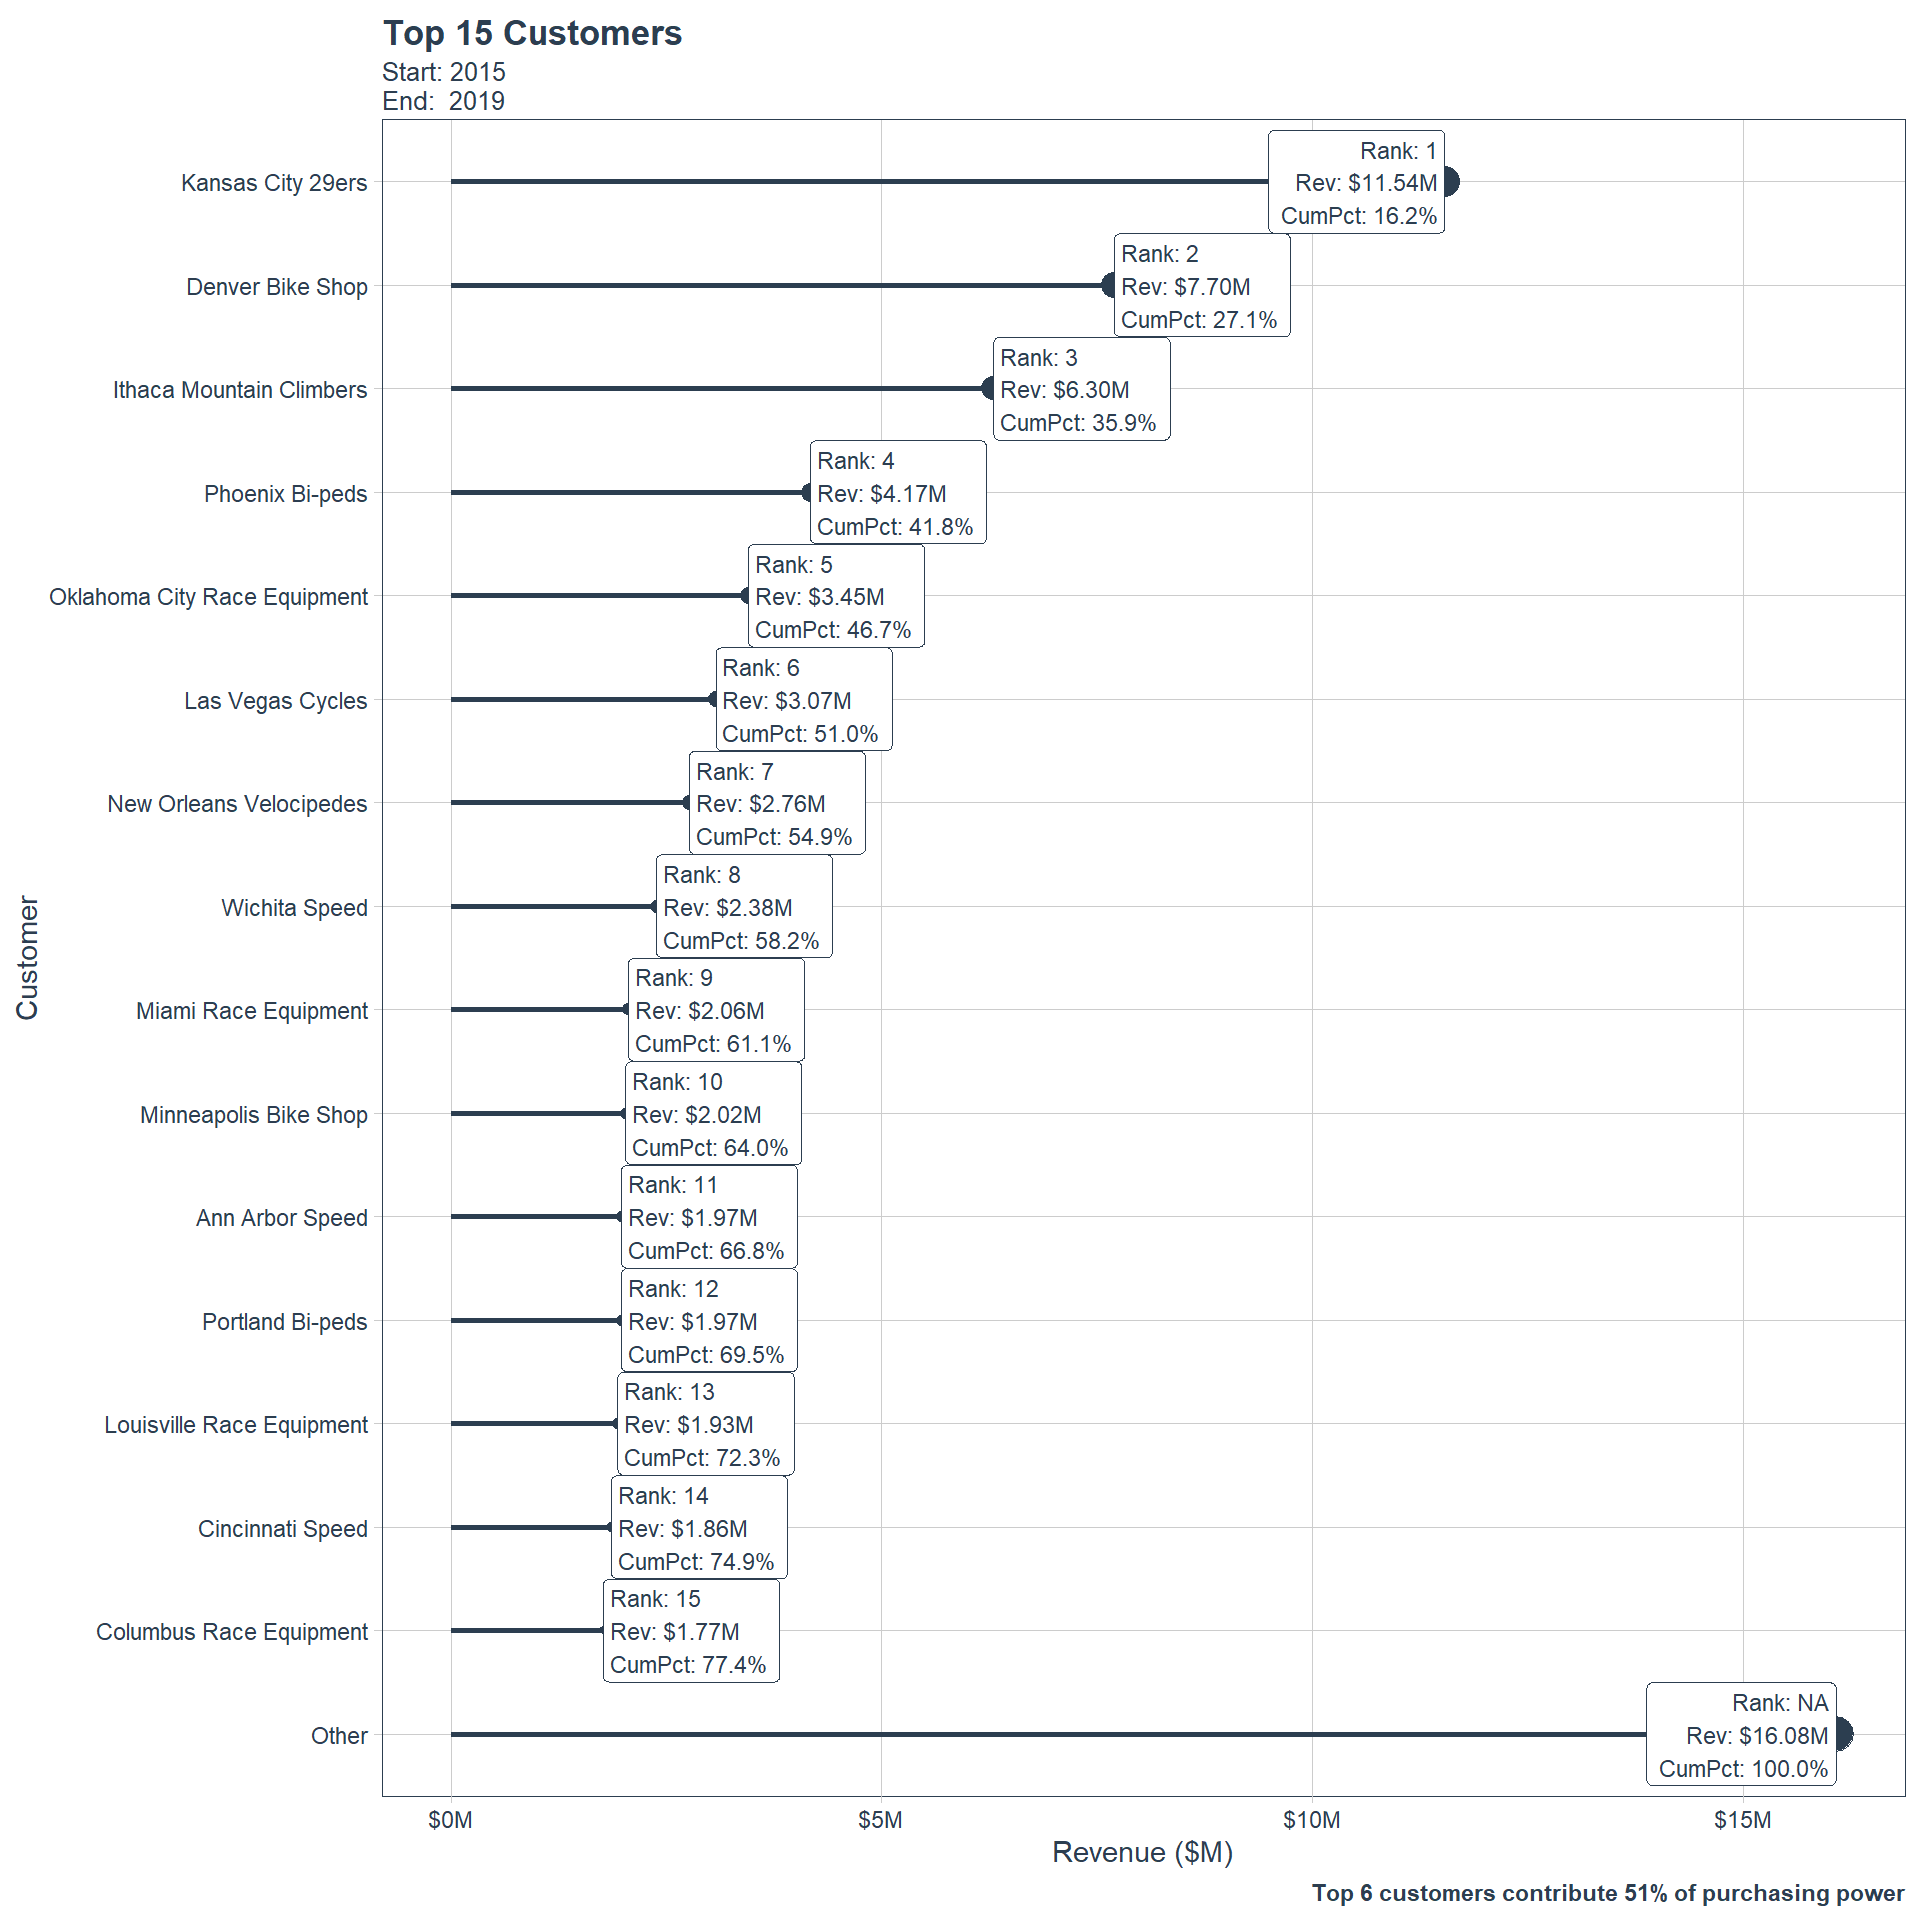 Top 15 Customers
Start: 2015
End:  2019
Customer
Kansas City 29ers
Rank: 1
Rev: $11.54M
CumPct: 16.2%
Denver Bike Shop
Rank: 2
Rev: $7.70M
CumPct: 27.1%
Ithaca Mountain Climbers
Rank: 3
Rev: $6.30M
CumPct: 35.9%
Phoenix Bi-peds
Rank: 4
Rev: $4.17M
CumPct: 41.8%
Oklahoma City Race Equipment
Rank: 5
Rev: $3.45M
CumPct: 46.7%
Las Vegas Cycles
Rank: 6
Rev: $3.07M
CumPct: 51.0%
New Orleans Velocipedes
Rank: 7
Rev: $2.76M
CumPct: 54.9%
Wichita Speed
Rank: 8
Rev: $2.38M
CumPct: 58.2%
Miami Race Equipment
Rank: 9
Rev: $2.06M
CumPct: 61.1%
Minneapolis Bike Shop
Rank: 10
Rev: $2.02M
CumPct: 64.0%
Ann Arbor Speed
Rank: 11
Rev: $1.97M
CumPct: 66.8%
Portland Bi-peds
Rank: 12
Rev: $1.97M
CumPct: 69.5%
Louisville Race Equipment
Rank: 13
Rev: $1.93M
CumPct: 72.3%
Cincinnati Speed
Rank: 14
Rev: $1.86M
CumPct: 74.9%
Columbus Race Equipment
Rank: 15
Rev: $1.77M
CumPct: 77.4%
Other
Rank: NA
Rev: $16.08M
CumPct: 100.0%
$0M $5M $10M $15M
Revenue ($M)
Top 6 customers contribute 51% of purchasing power